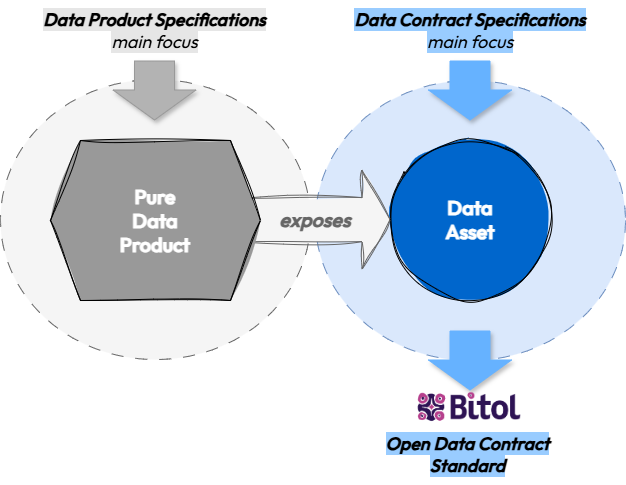 Data Product Specifications
main focus
Data Contract Specifications
main focus
Pure
Data
Product
exposes
Data
Asset
Bitol
Open Data Contract
Standard